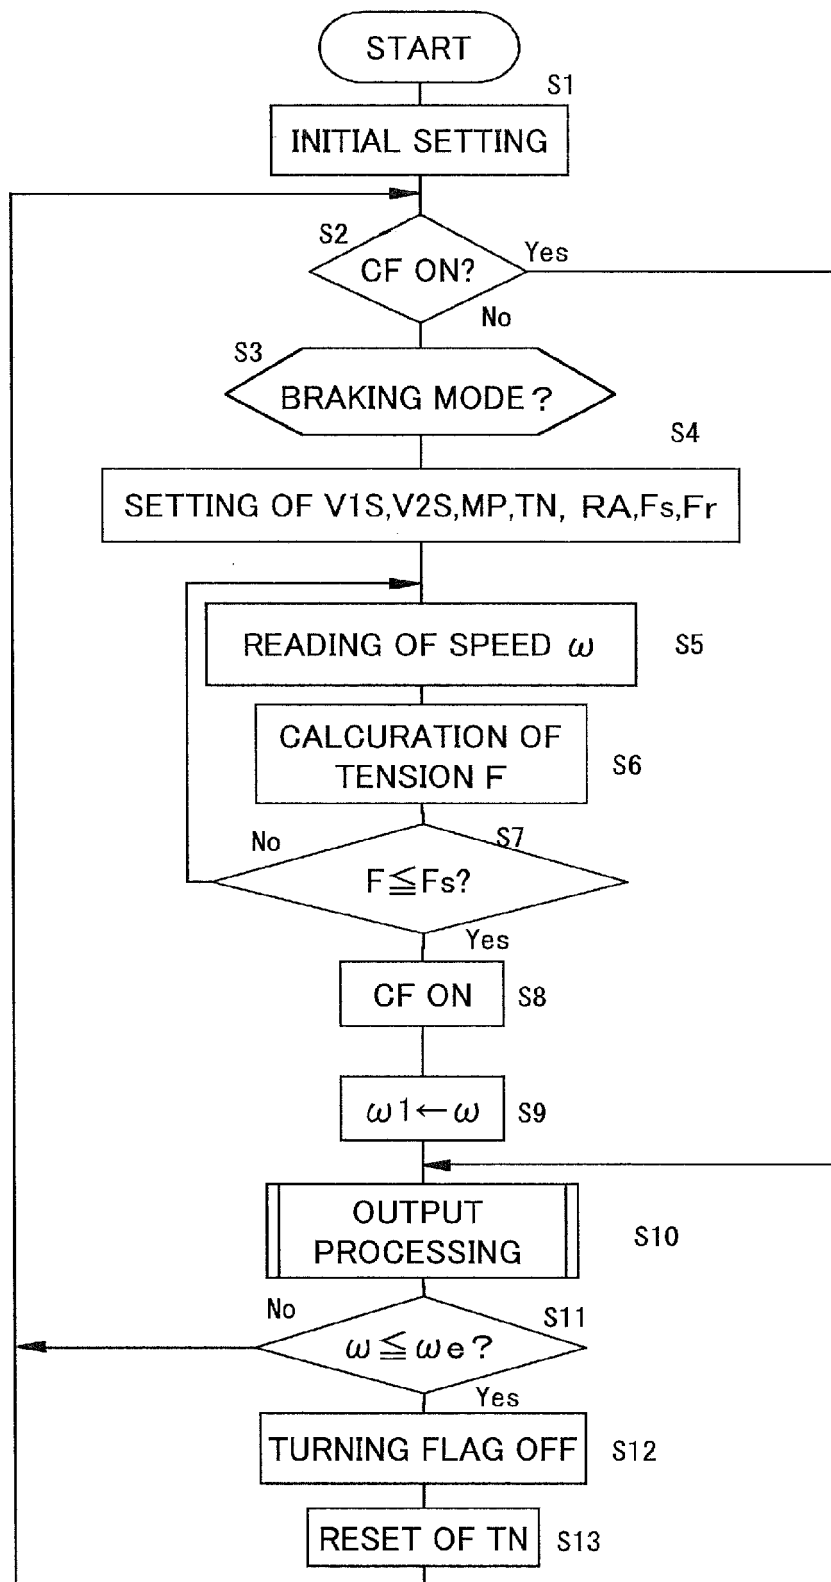 START
S1
INITIAL SETTING
S2
CF ON?
Yes
No
S3
BRAKING MODE?
S4
SETTING OF V1S,V2S,MP,TN, RA,Fs,Fr
READING OF SPEED ω
S5
CALCURATION OF
TENSION F
S6
No
S7
F≦Fs?
Yes
CF ON
S8
ω1←ω
S9
OUTPUT
PROCESSING
S10
No
S11
ω≦ωe?
Yes
TURNING FLAG OFF
S12
RESET OF TN
S13